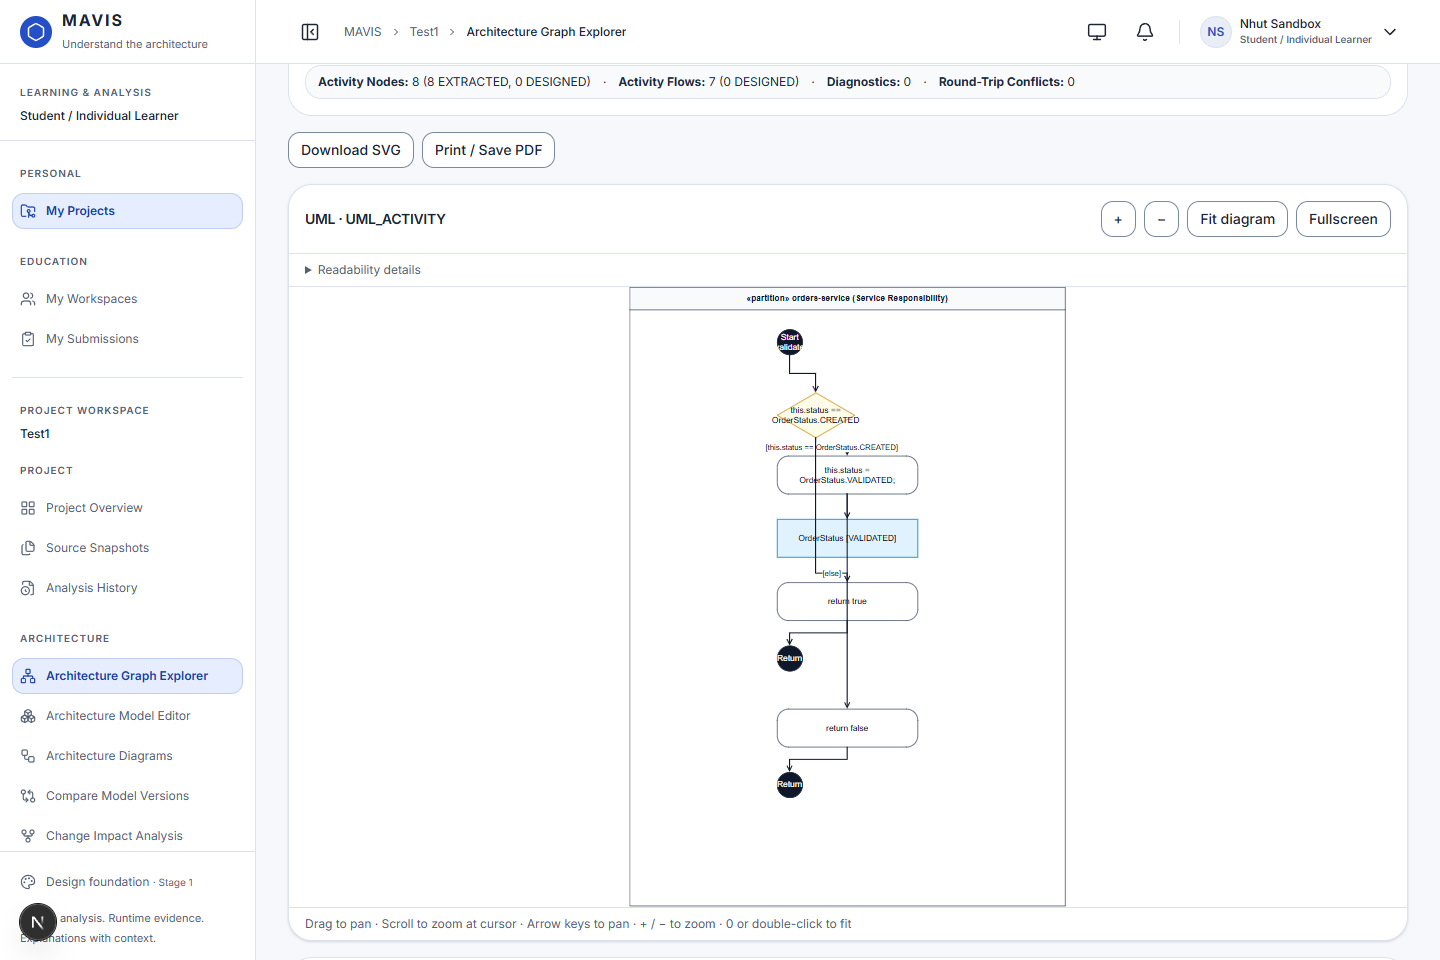 MAVIS
Understand the architecture
MAVIS > Test1 > Architecture Graph Explorer
NS
Nhut Sandbox
Student / Individual Learner
LEARNING & ANALYSIS
Student / Individual Learner
PERSONAL
My Projects
EDUCATION
My Workspaces
My Submissions
PROJECT WORKSPACE
Test1
PROJECT
Project Overview
Source Snapshots
Analysis History
ARCHITECTURE
Architecture Graph Explorer
Architecture Model Editor
Architecture Diagrams
Compare Model Versions
Change Impact Analysis
Design foundation · Stage 1
analysis. Runtime evidence.
Explanations with context.
N
Activity Nodes: 8 (8 EXTRACTED, 0 DESIGNED) · Activity Flows: 7 (0 DESIGNED) · Diagnostics: 0 · Round-Trip Conflicts: 0
Download SVG
Print / Save PDF
UML · UML_ACTIVITY
+
−
Fit diagram
Fullscreen
▶ Readability details
«partition» orders-service (Service Responsibility)
Start
validate
this.status ==
OrderStatus.CREATED
[this.status == OrderStatus.CREATED]
this.status =
OrderStatus.VALIDATED;
OrderStatus [VALIDATED]
[else]
return true
Return
return false
Return
Drag to pan · Scroll to zoom at cursor · Arrow keys to pan · + / − to zoom · 0 or double-click to fit